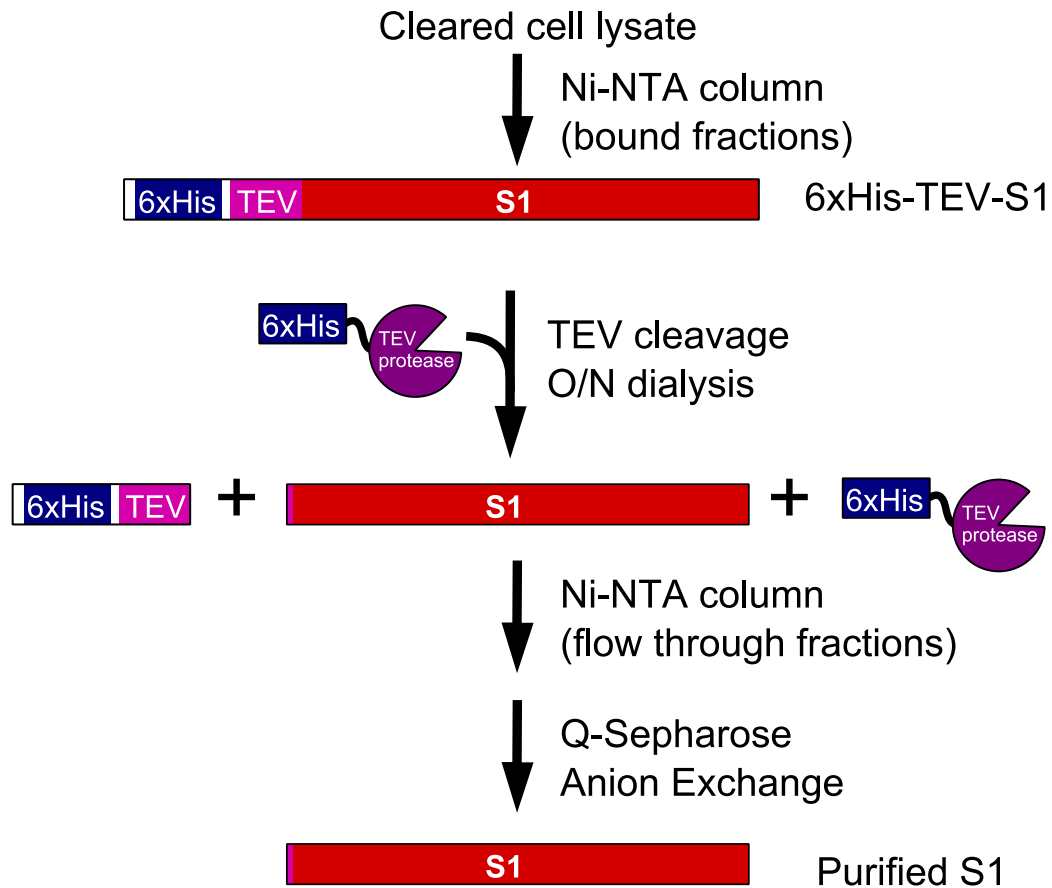 Cleared cell lysate
Ni-NTA column
(bound fractions)
6xHis TEV S1 6xHis-TEV-S1
6xHis TEV
protease
TEV cleavage
O/N dialysis
6xHis TEV + S1 + 6xHis TEV
protease
Ni-NTA column
(flow through fractions)
Q-Sepharose
Anion Exchange
S1 Purified S1